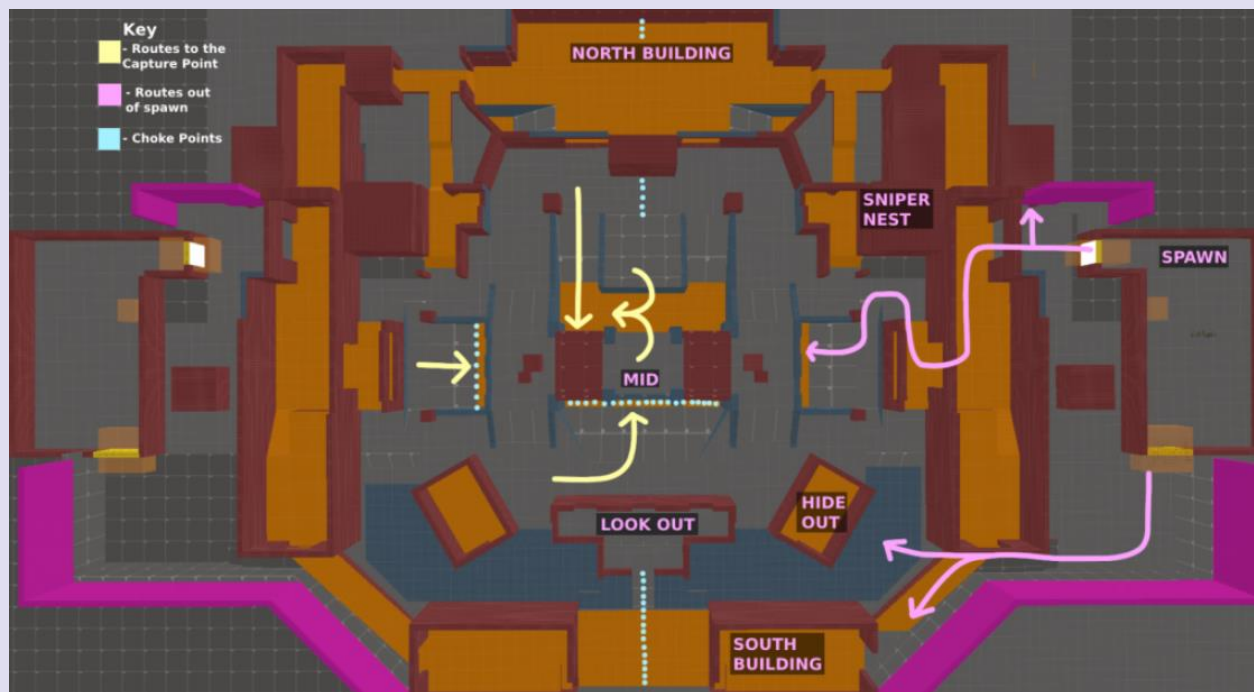 Key
- Routes to the
Capture Point
- Routes out
of spawn
- Choke Points
NORTH BUILDING
SNIPER
NEST
SPAWN
MID
HIDE
OUT
LOOK OUT
SOUTH
BUILDING